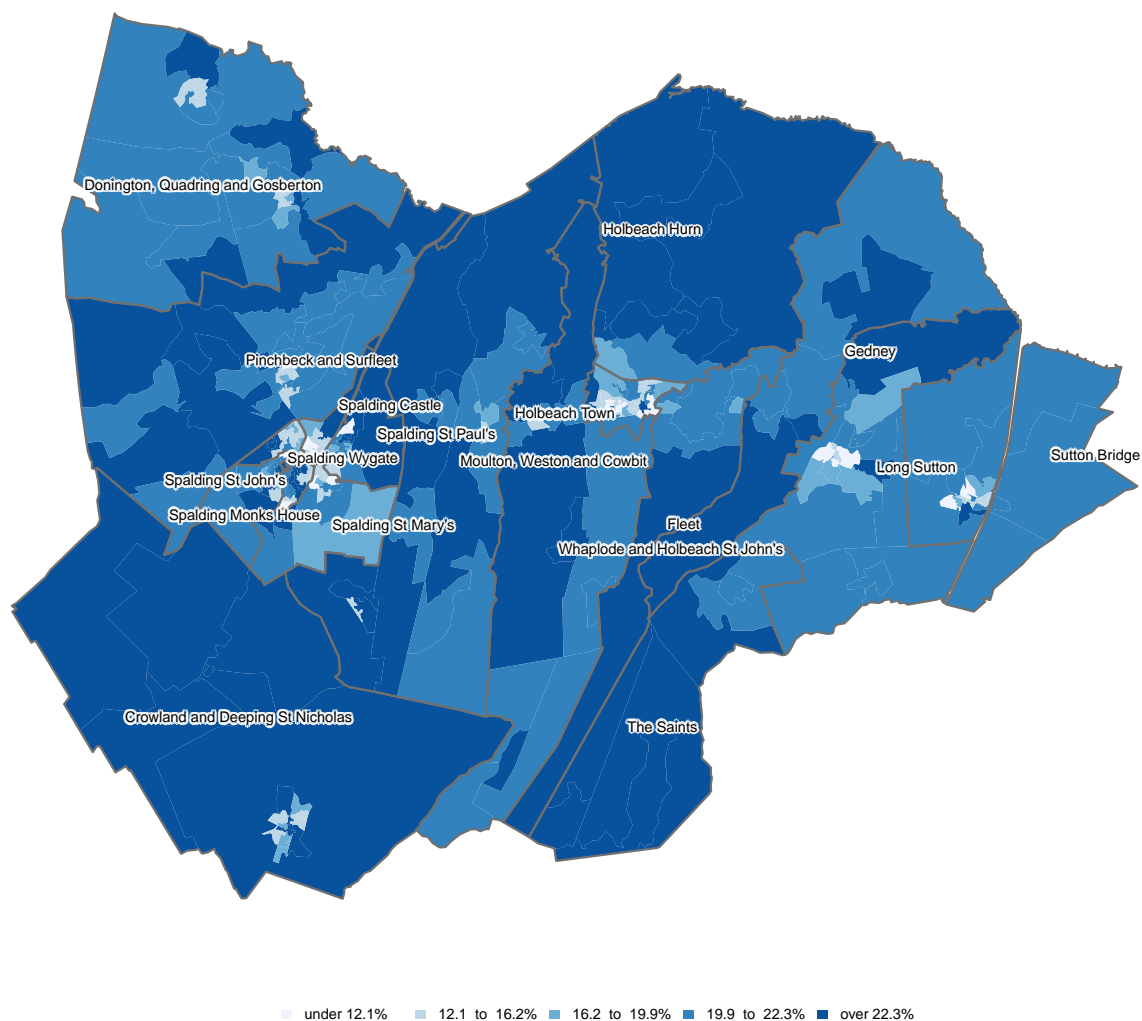 Donington, Quadring and Gosberton
Holbeach Hurn
Gedney
Pinchbeck and Surfleet
Spalding Castle
Holbeach Town
Spalding St Paul's
Spalding Wygate
Moulton, Weston and Cowbit
Sutton Bridge
Long Sutton
Spalding St John's
Spalding Monks House
Spalding St Mary's
Fleet
Whaplode and Holbeach St John's
Crowland and Deeping St Nicholas
The Saints
under 12.1% 12.1 to 16.2% 16.2 to 19.9% 19.9 to 22.3% over 22.3%